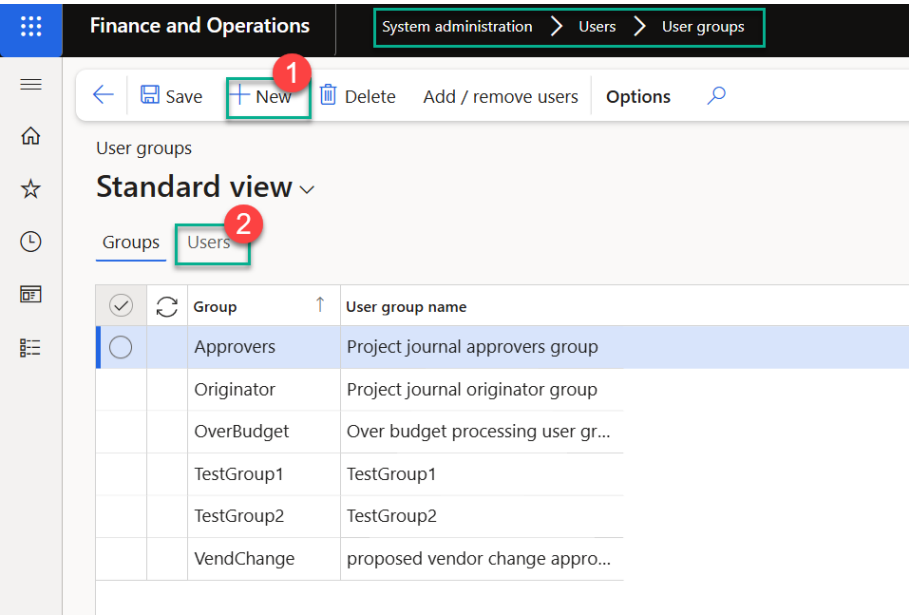 Finance and Operations
System administration > Users > User groups
1
Save New Delete Add / remove users Options
User groups
Standard view
2
Groups Users
Group ↑ User group name
Approvers Project journal approvers group
Originator Project journal originator group
OverBudget Over budget processing user gr...
TestGroup1 TestGroup1
TestGroup2 TestGroup2
VendChange proposed vendor change appro...